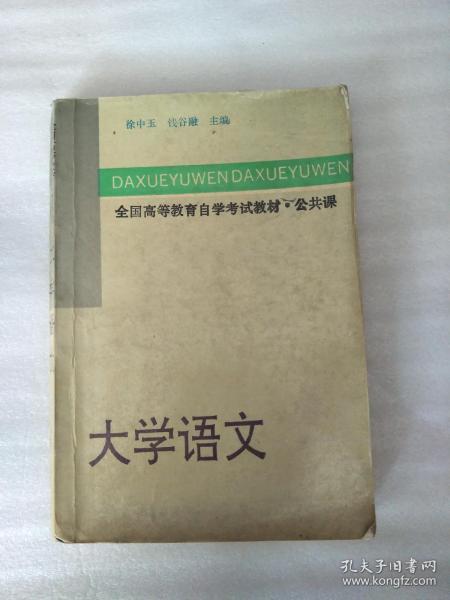 徐中玉 钱谷融 主编
DAXUEYUWEN DAXUEYUWEN
全国高等教育自学考试教材·公共课
大学语文
孔夫子旧书网
www.kongfz.com